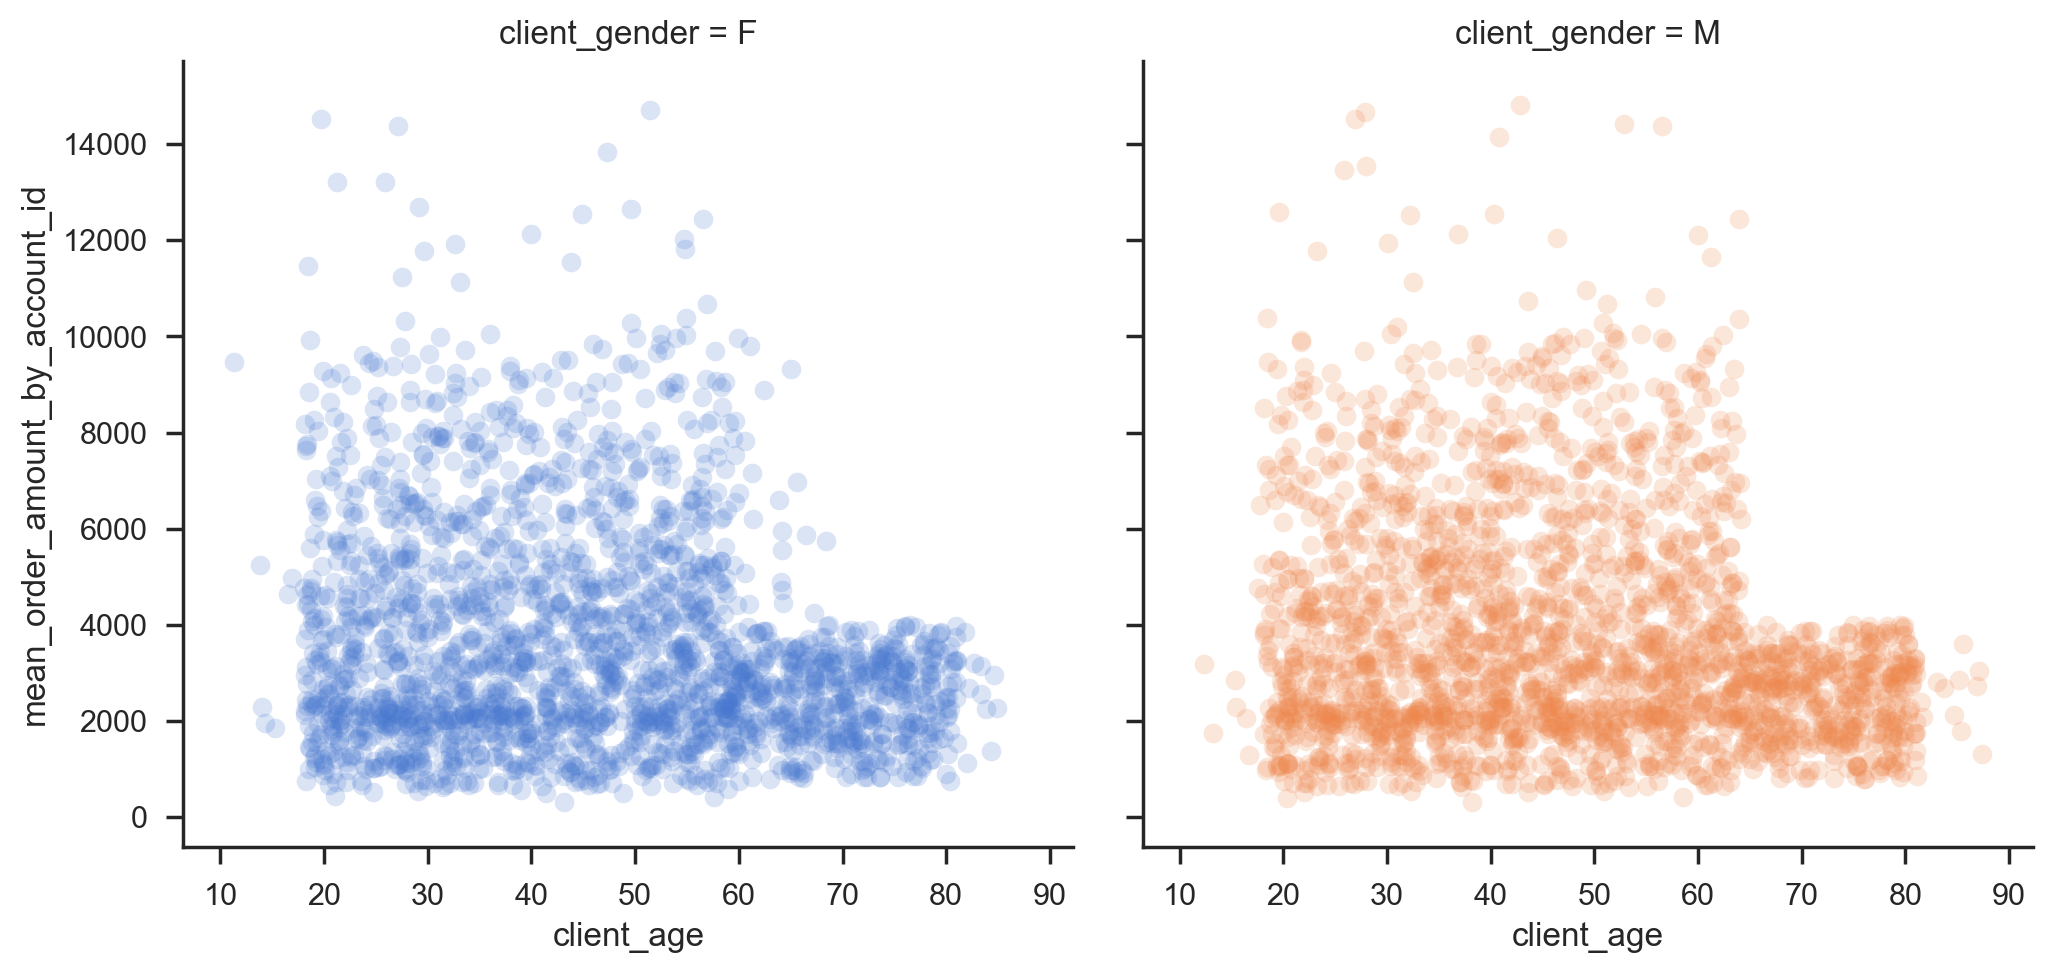 client_gender = F
client_gender = M
mean_order_amount_by_account_id
14000
12000
10000
8000
6000
4000
2000
0
10 20 30 40 50 60 70 80 90
10 20 30 40 50 60 70 80 90
client_age
client_age